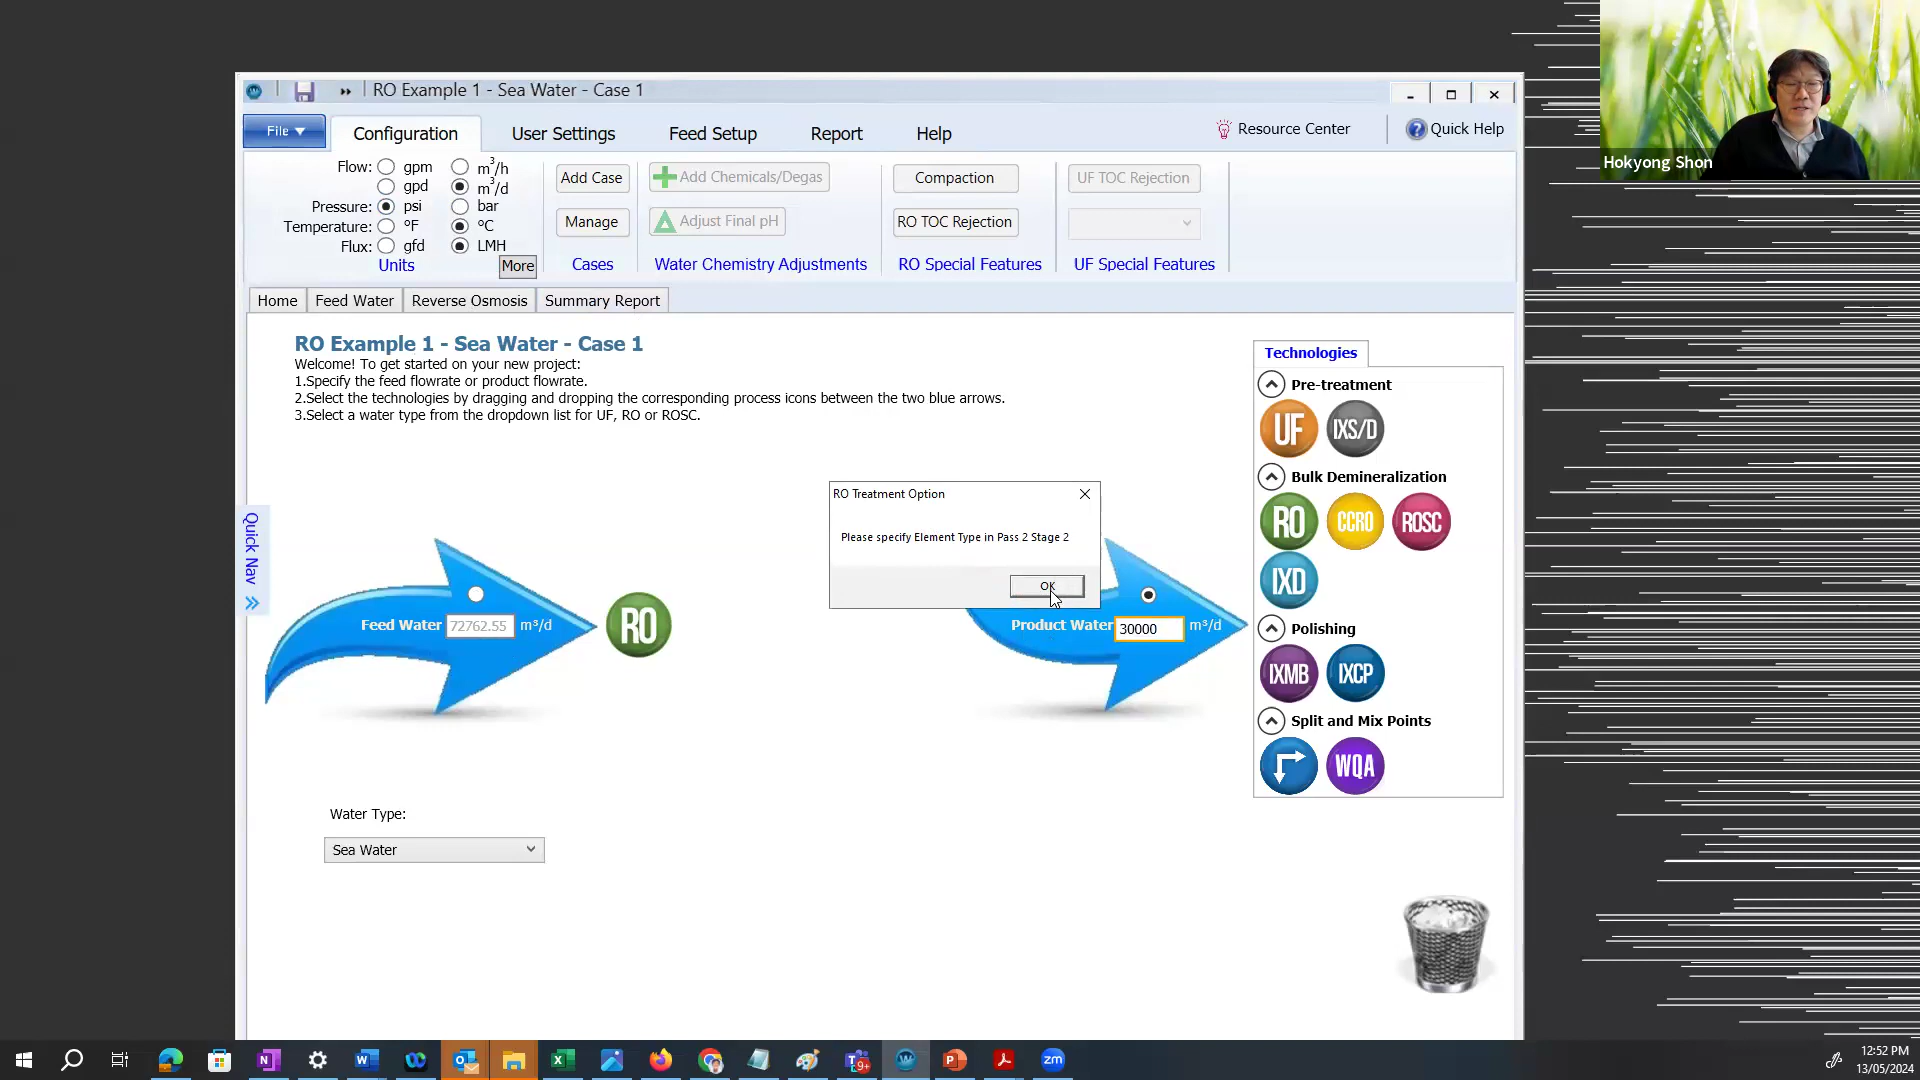 RO Example 1 - Sea Water - Case 1
Hokyong Shon
File
Configuration
User Settings
Feed Setup
Report
Help
Resource Center
Quick Help
Flow:
gpm
m³/h
gpd
m³/d
Pressure:
psi
bar
Temperature:
°F
°C
Flux:
gfd
LMH
Units
More
Add Case
Manage
Cases
Add Chemicals/Degas
Adjust Final pH
Water Chemistry Adjustments
Compaction
RO TOC Rejection
RO Special Features
UF TOC Rejection
UF Special Features
Home
Feed Water
Reverse Osmosis
Summary Report
RO Example 1 - Sea Water - Case 1
Welcome! To get started on your new project:
1.Specify the feed flowrate or product flowrate.
2.Select the technologies by dragging and dropping the corresponding process icons between the two blue arrows.
3.Select a water type from the dropdown list for UF, RO or ROSC.
Quick Nav
Feed Water 72762.55 m³/d
RO
RO Treatment Option
Please specify Element Type in Pass 2 Stage 2
OK
Product Water 30000 m³/d
Technologies
Pre-treatment
UF
IXS/D
Bulk Demineralization
RO
CCRO
ROSC
IXD
Polishing
IXMB
IXCP
Split and Mix Points
WQA
Water Type:
Sea Water
9+
zm
12:52 PM
13/05/2024